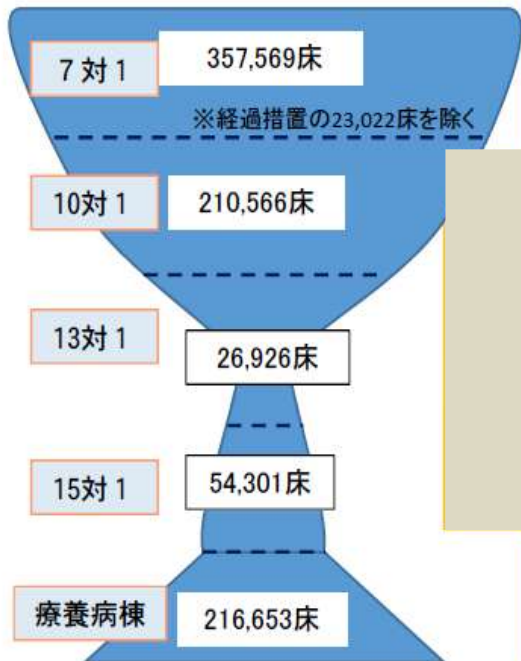 7対1
357,569床
※経過措置の23,022床を除く
10対1
210,566床
13対1
26,926床
15対1
54,301床
療養病棟
216,653床